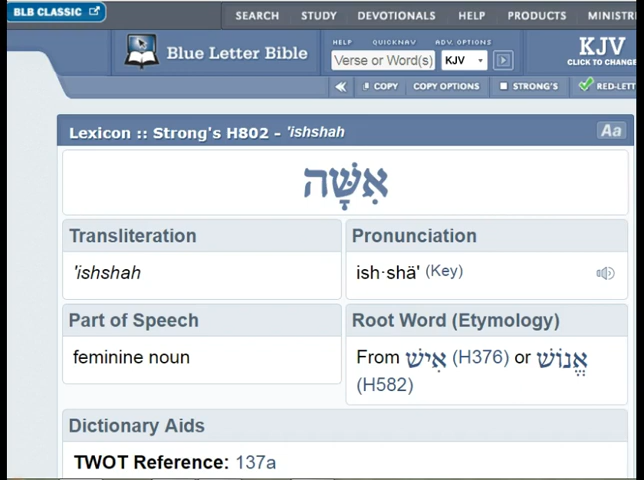 BLB CLASSIC
SEARCH STUDY DEVOTIONALS HELP PRODUCTS
Blue Letter Bible
HELP QUICKNAV ADV. OPTIONS
Verse or Word(s) KJV
KJV
CLICK TO CHANGE
COPY COPY OPTIONS STRONG'S
Lexicon :: Strong's H802 - 'ishshah
Aa
אִשָּׁה
Transliteration
'ishshah
Pronunciation
ish·shä' (Key)
Part of Speech
feminine noun
Root Word (Etymology)
From אִישׁ (H376) or אֱנוֹשׁ
(H582)
Dictionary Aids
TWOT Reference: 137a